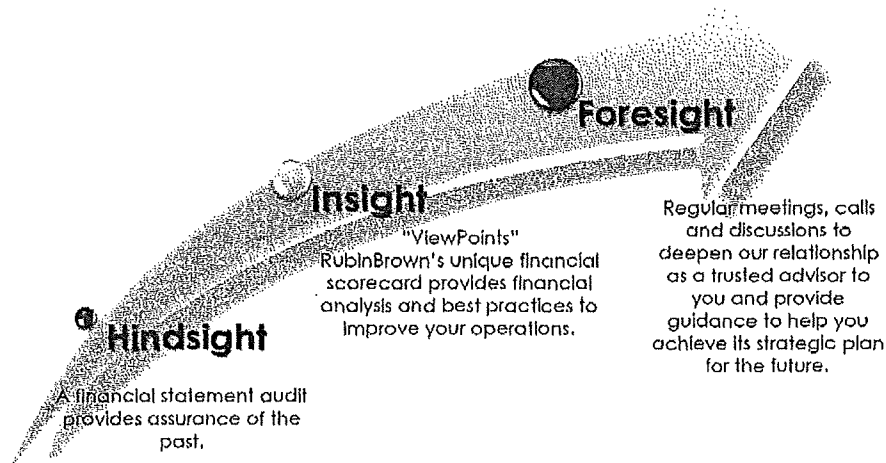 Foresight
Insight
"ViewPoints"
RubinBrown's unique financial
scorecard provides financial
analysis and best practices to
improve your operations.
Regular meetings, calls
and discussions to
deepen our relationship
as a trusted advisor to
you and provide
guidance to help you
achieve its strategic plan
for the future.
Hindsight
A financial statement audit
provides assurance of the
past.